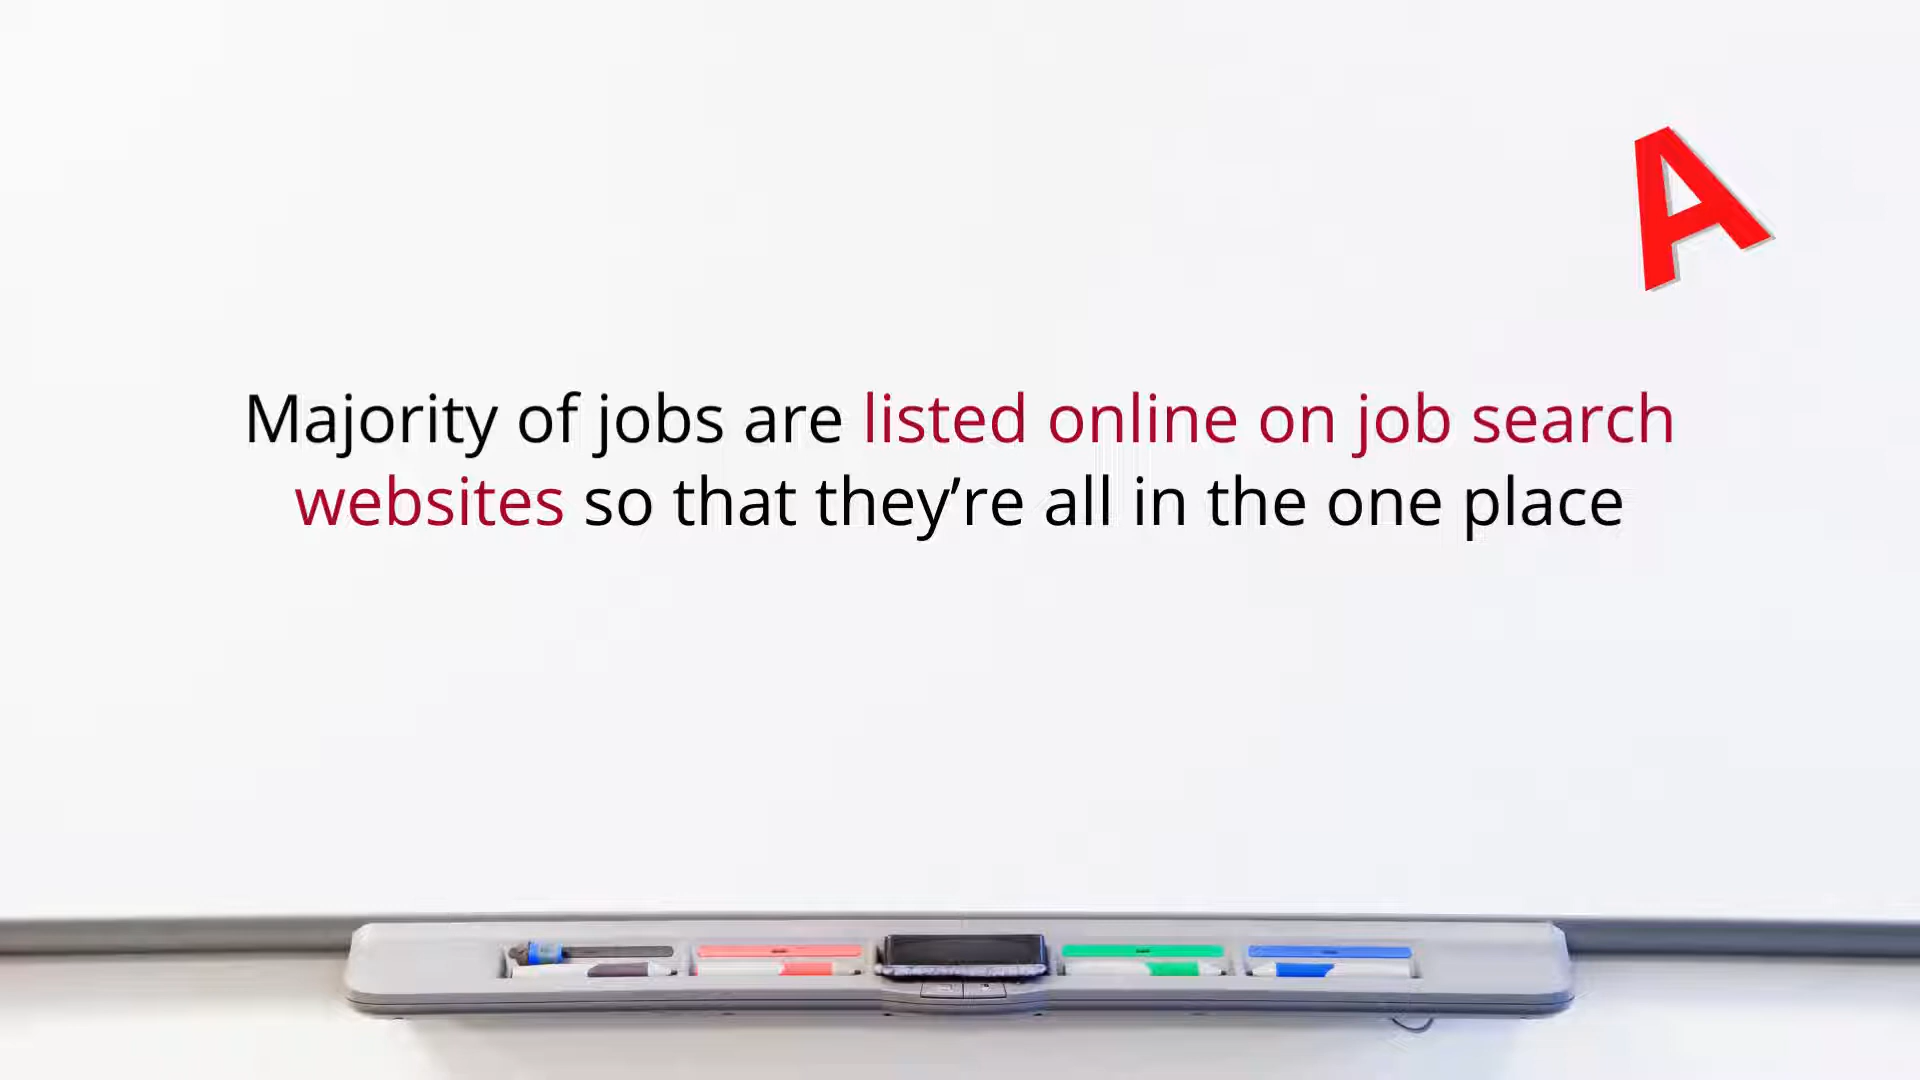 A
Majority of jobs are listed online on job search
websites so that they’re all in the one place